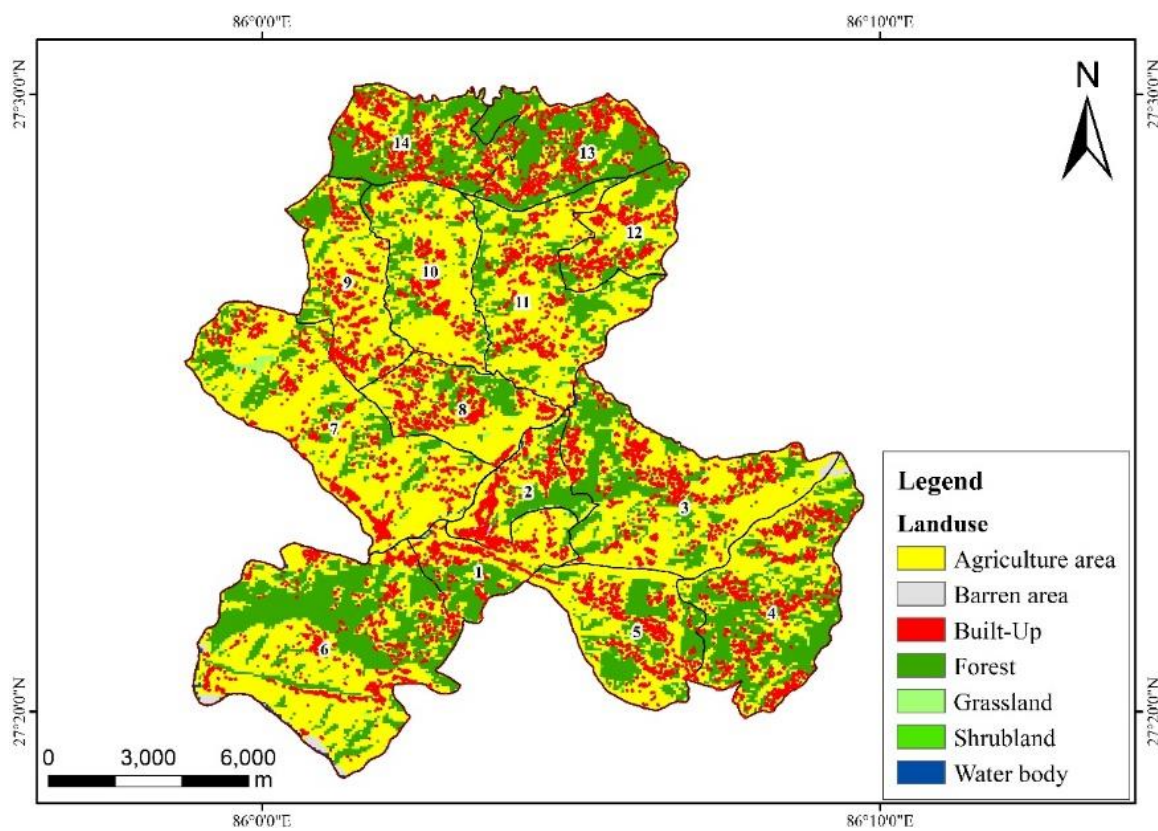 86°0'0"E
86°10'0"E
27°30'0"N
27°30'0"N
N
14
13
12
10
9
11
8
7
2
3
1
4
5
6
Legend
Landuse
Agriculture area
Barren area
Built-Up
Forest
Grassland
Shrubland
Water body
27°20'0"N
27°20'0"N
0 3,000 6,000
m
86°0'0"E
86°10'0"E